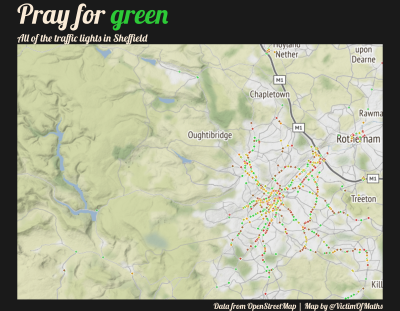 Pray for green
All of the traffic lights in Sheffield
Hoyland
Nether
upon
Dearne
M1
Chapeltown
Rawma
M1
Oughtibridge
Rotherham
M1
Treeton
Kill
Data from OpenStreetMap | Map by @VictimOfMaths